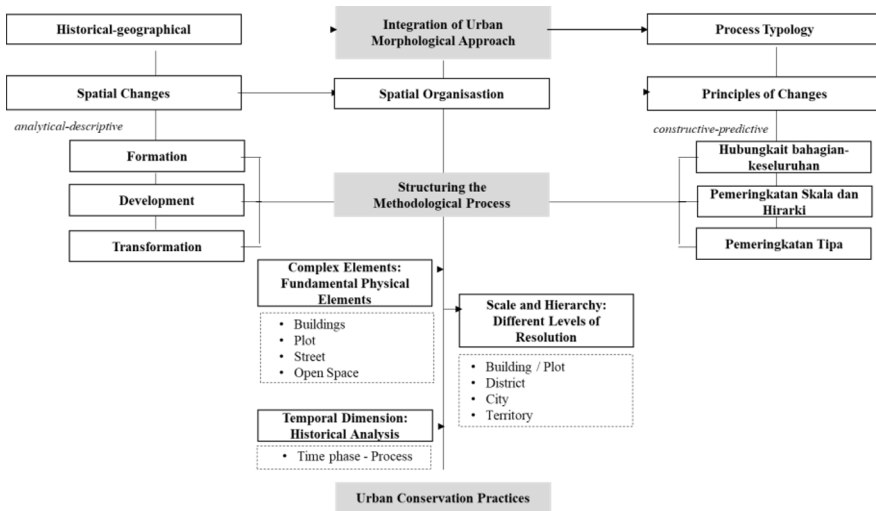 Historical-geographical
Integration of Urban
Morphological Approach
Process Typology
Spatial Changes
Spatial Organisastion
Principles of Changes
analytical-descriptive
constructive-predictive
Formation
Development
Transformation
Structuring the
Methodological Process
Hubungkait bahagian-
keseluruhan
Pemeringkatan Skala dan
Hirarki
Pemeringkatan Tipa
Complex Elements:
Fundamental Physical
Elements
• Buildings
• Plot
• Street
• Open Space
Scale and Hierarchy:
Different Levels of
Resolution
• Building / Plot
• District
• City
• Territory
Temporal Dimension:
Historical Analysis
• Time phase - Process
Urban Conservation Practices